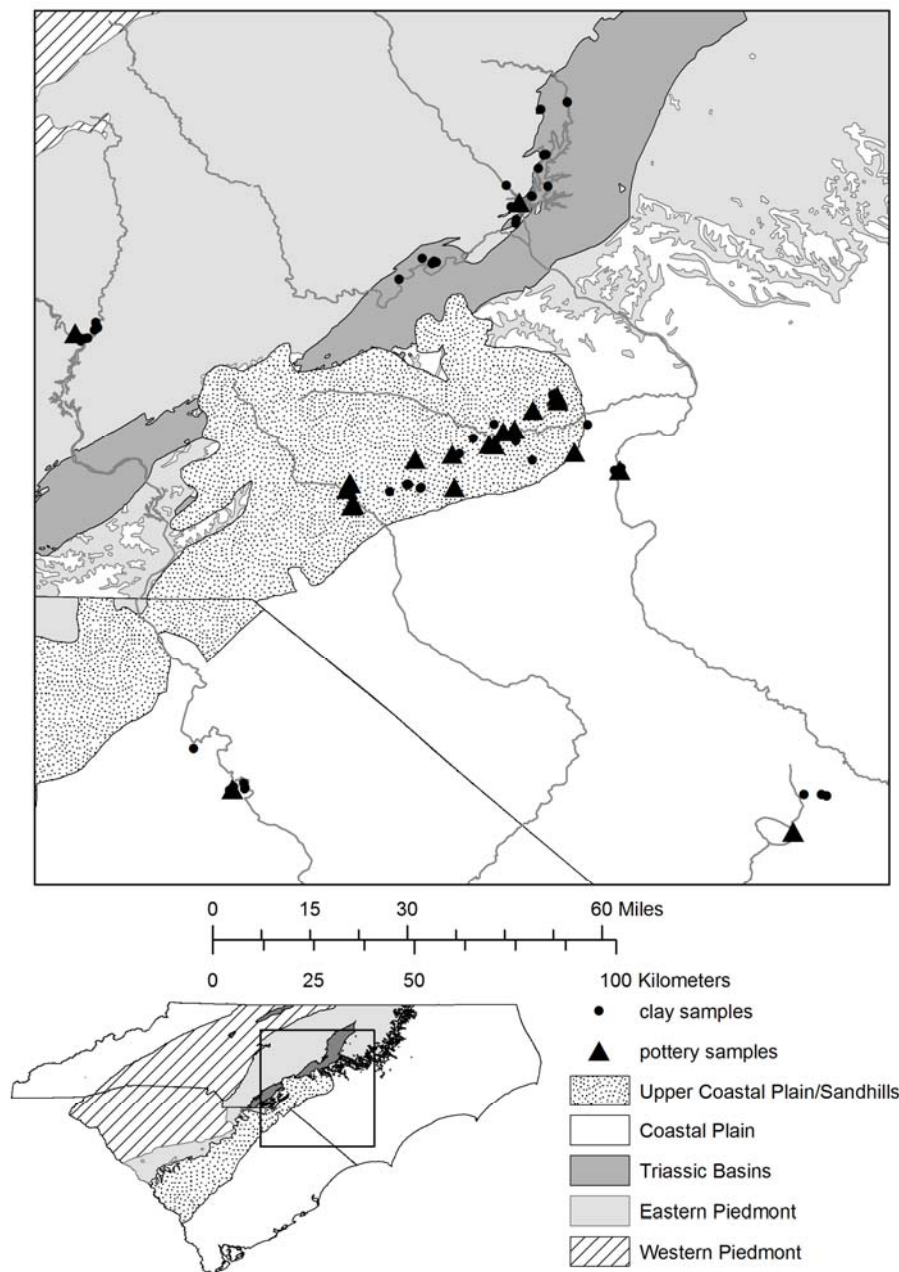 0 15 30 60 Miles
0 25 50 100 Kilometers
clay samples
pottery samples
Upper Coastal Plain/Sandhills
Coastal Plain
Triassic Basins
Eastern Piedmont
Western Piedmont